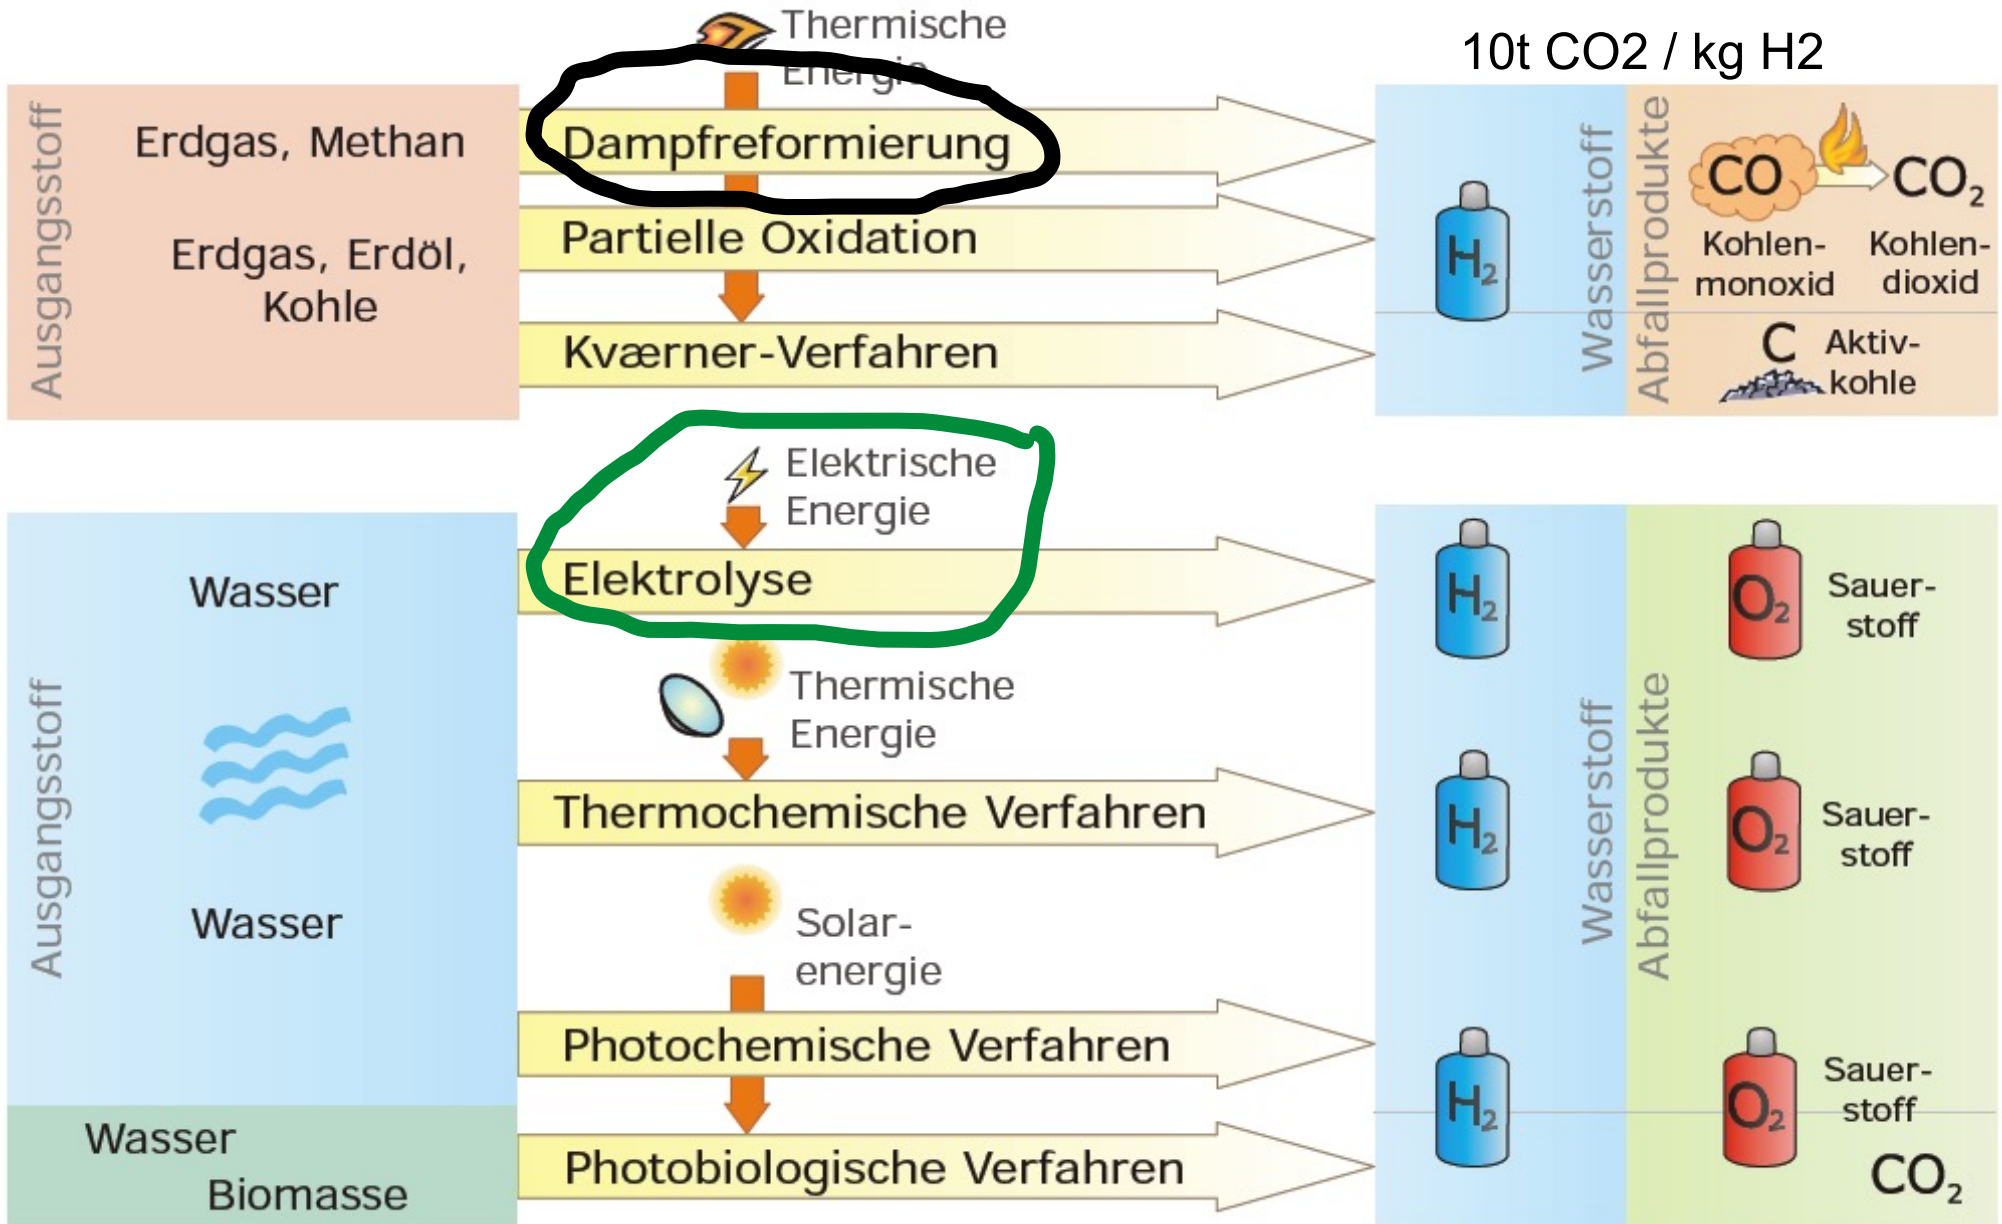 Thermische
Energie
10t CO2 / kg H2
Ausgangsstoff
Erdgas, Methan
Erdgas, Erdöl,
Kohle
Dampfreformierung
Partielle Oxidation
Kværner-Verfahren
H₂
Wasserstoff
Abfallprodukte
CO
CO₂
Kohlen-
monoxid
Kohlen-
dioxid
C
Aktiv-
kohle
Elektrische
Energie
Ausgangsstoff
Wasser
Elektrolyse
Thermische
Energie
Thermochemische Verfahren
Wasser
Solar-
energie
Photochemische Verfahren
Wasser
Biomasse
Photobiologische Verfahren
Wasserstoff
Abfallprodukte
H₂
O₂
Sauer-
stoff
H₂
O₂
Sauer-
stoff
H₂
O₂
Sauer-
stoff
CO₂